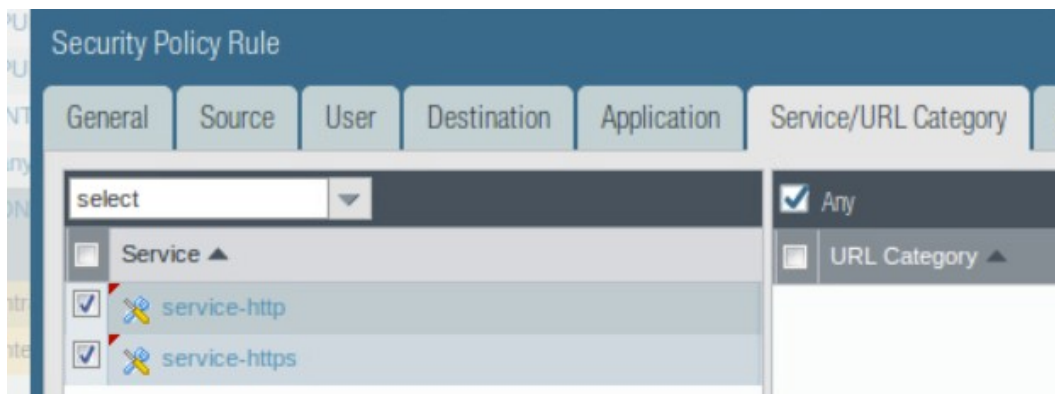 Security Policy Rule
General Source User Destination Application Service/URL Category
select
Any
Service
URL Category
service-http
service-https